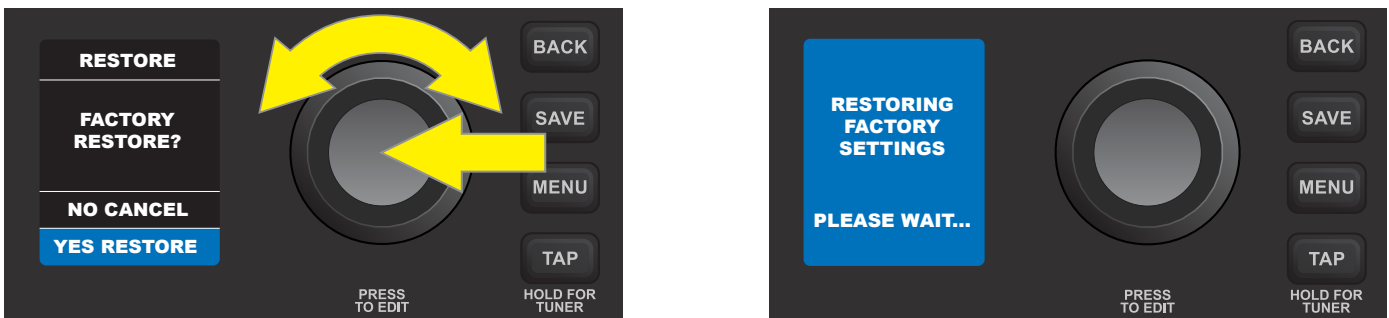 RESTORE
FACTORY
RESTORE?
NO CANCEL
YES RESTORE
PRESS
TO EDIT
BACK
SAVE
MENU
TAP
HOLD FOR
TUNER
RESTORING
FACTORY
SETTINGS
PLEASE WAIT...
PRESS
TO EDIT
BACK
SAVE
MENU
TAP
HOLD FOR
TUNER